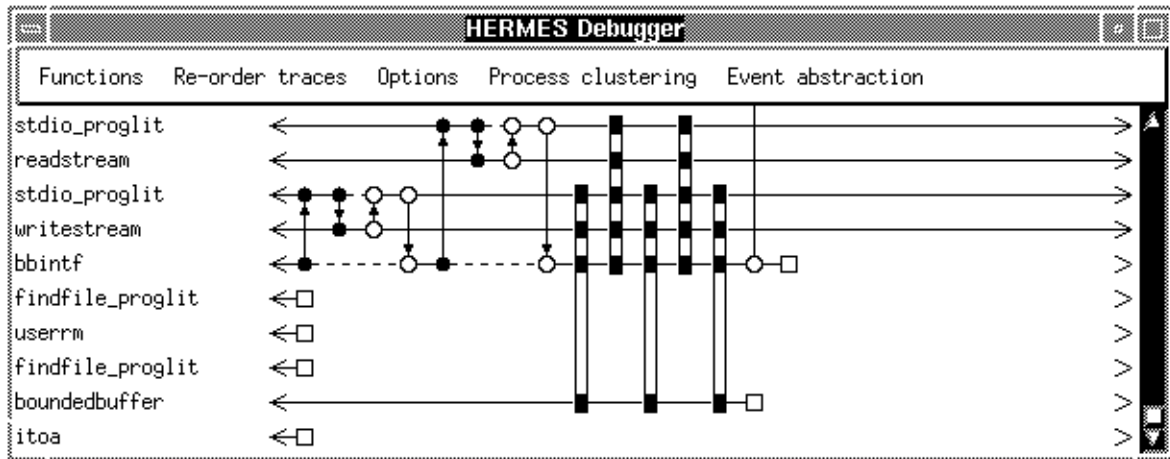 HERMES Debugger
Functions Re-order traces Options Process clustering Event abstraction
stdio_proglit
readstream
stdio_proglit
writestream
bbintf
findfile_proglit
userrm
findfile_proglit
boundedbuffer
itoa